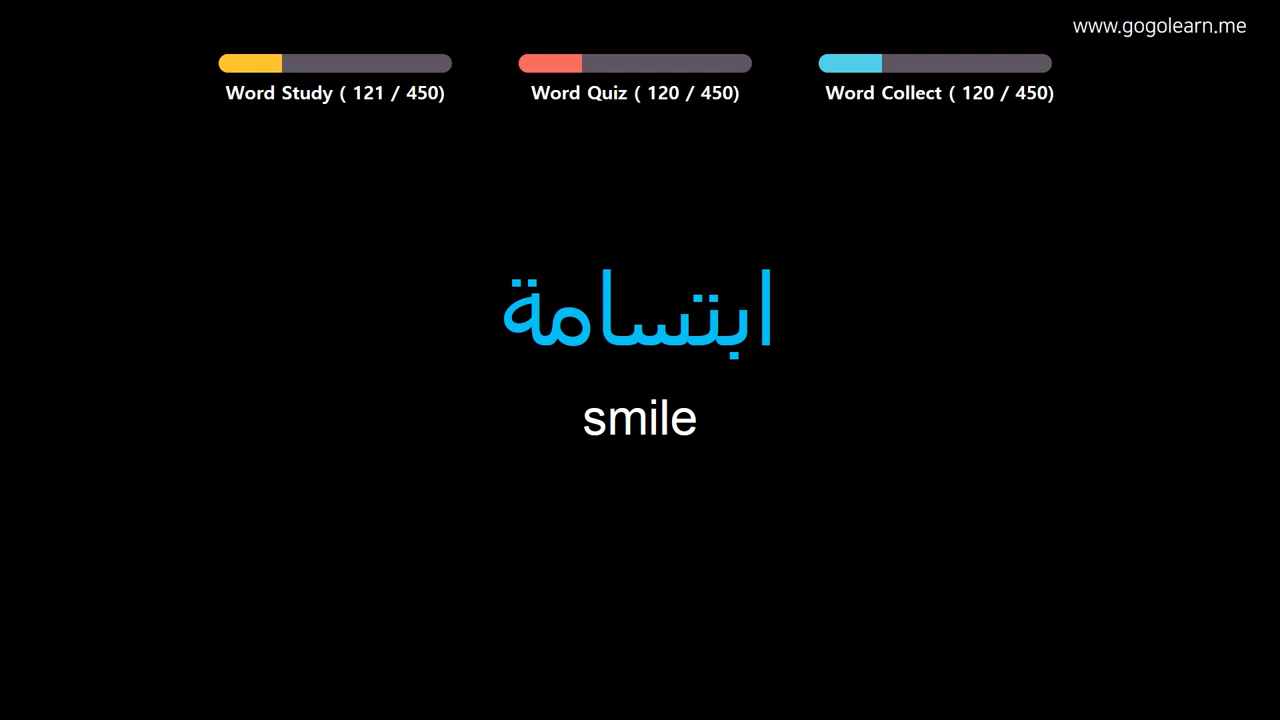 www.gogolearn.me
Word Study ( 121 / 450)
Word Quiz ( 120 / 450)
Word Collect ( 120 / 450)
ابتسامة
smile